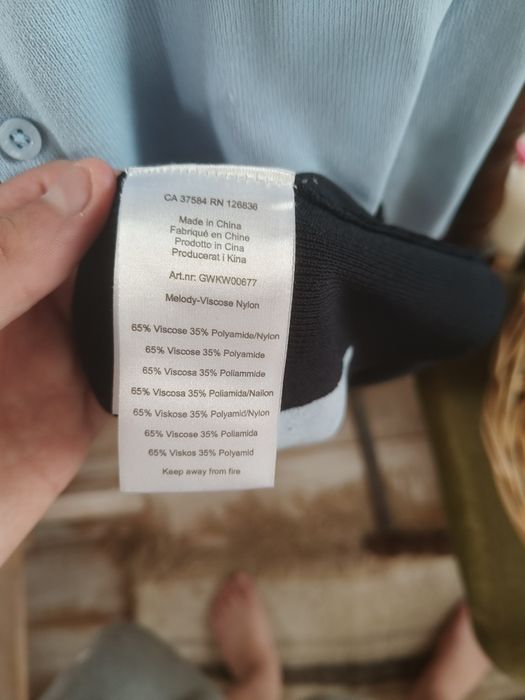 CA 37584 RN 126836
Made in China
Fabriqué en Chine
Prodotto in Cina
Producerat i Kina
Art.nr: GWKW00677
Melody-Viscose Nylon
65% Viscose 35% Polyamide/Nylon
65% Viscose 35% Polyamide
65% Viscosa 35% Poliammide
65% Viscosa 35% Poliamida/Nailon
65% Viskose 35% Polyamid/Nylon
65% Viscose 35% Poliamida
65% Viskos 35% Polyamid
Keep away from fire